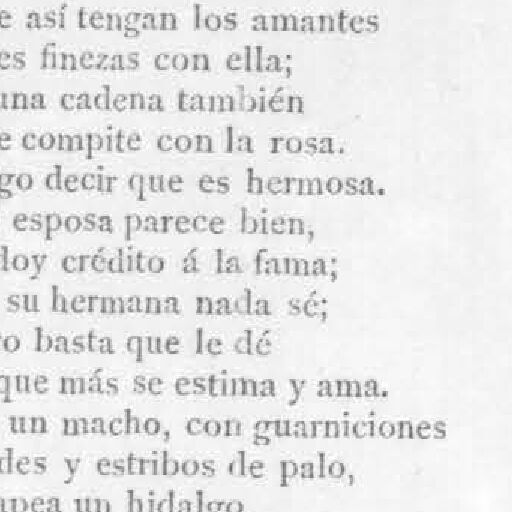 e así tengan los amantes
es finezas con ella;
una cadena también
e compite con la rosa.
go decir que es hermosa.
esposa parece bien,
doy crédito á la fama;
su hermana nada sé;
ro basta que le dé
que más se estima y ama.
un macho, con guarniciones
des y estribos de palo,
apea un hidalgo